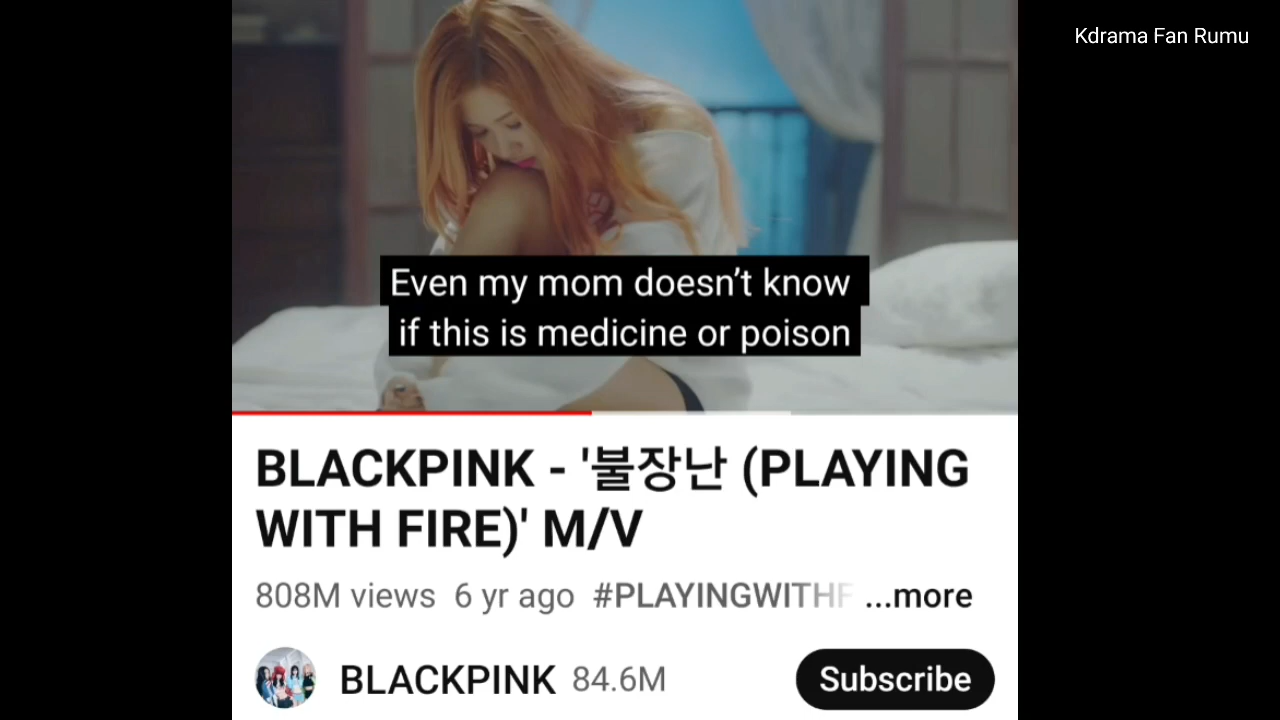 Kdrama Fan Rumu
Even my mom doesn't know
if this is medicine or poison
BLACKPINK - '불장난 (PLAYING
WITH FIRE)' M/V
808M views 6 yr ago #PLAYINGWITHF ...more
BLACKPINK 84.6M Subscribe